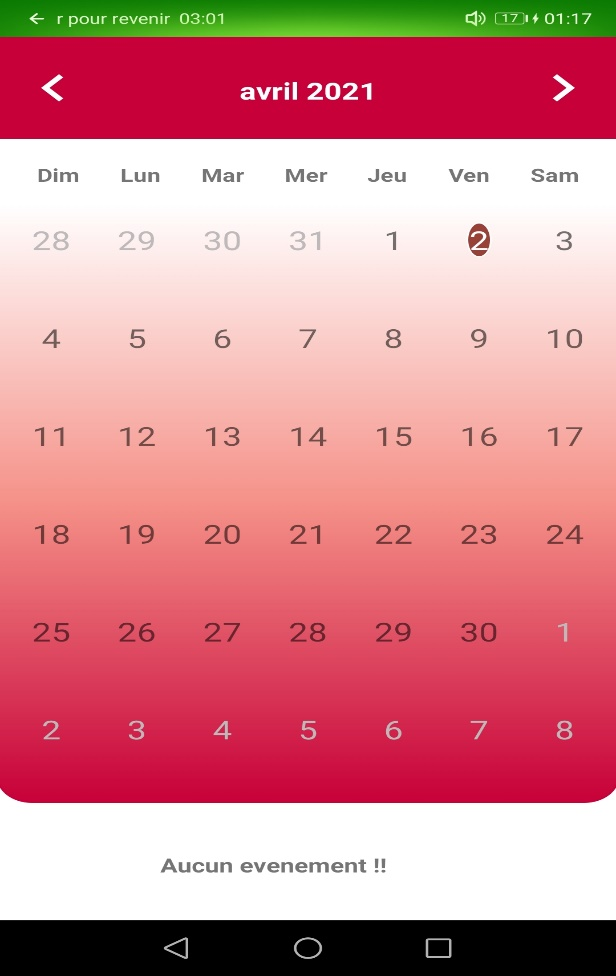 r pour revenir 03:01 17 01:17
avril 2021
Dim Lun Mar Mer Jeu Ven Sam
28 29 30 31 1 2 3
4 5 6 7 8 9 10
11 12 13 14 15 16 17
18 19 20 21 22 23 24
25 26 27 28 29 30 1
2 3 4 5 6 7 8
Aucun evenement !!